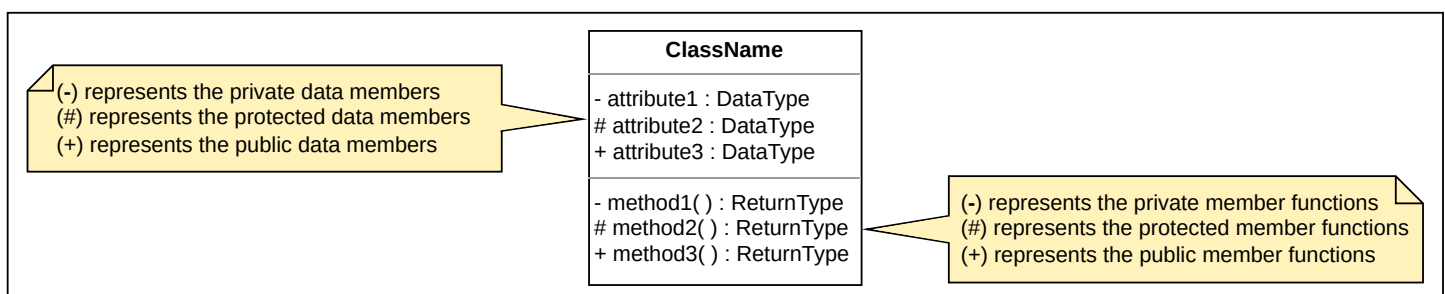 ClassName
(-) represents the private data members
(#) represents the protected data members
(+) represents the public data members
- attribute1 : DataType
# attribute2 : DataType
+ attribute3 : DataType
- method1( ) : ReturnType
# method2( ) : ReturnType
+ method3( ) : ReturnType
(-) represents the private member functions
(#) represents the protected member functions
(+) represents the public member functions